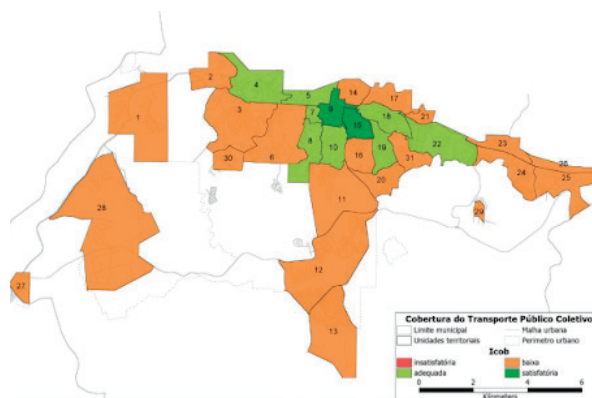 2
4
14
5
17
1
3
7
9
15
18
21
8
10
22
23
30
6
16
19
31
26
24
25
20
28
11
29
12
27
13
Cobertura do Transporte Público Coletivo
Limite municipal
Malha urbana
Unidades territoriais
Perímetro urbano
Icob
insatisfatória
baixa
adequada
satisfatória
0 2 4 6
Kilometers